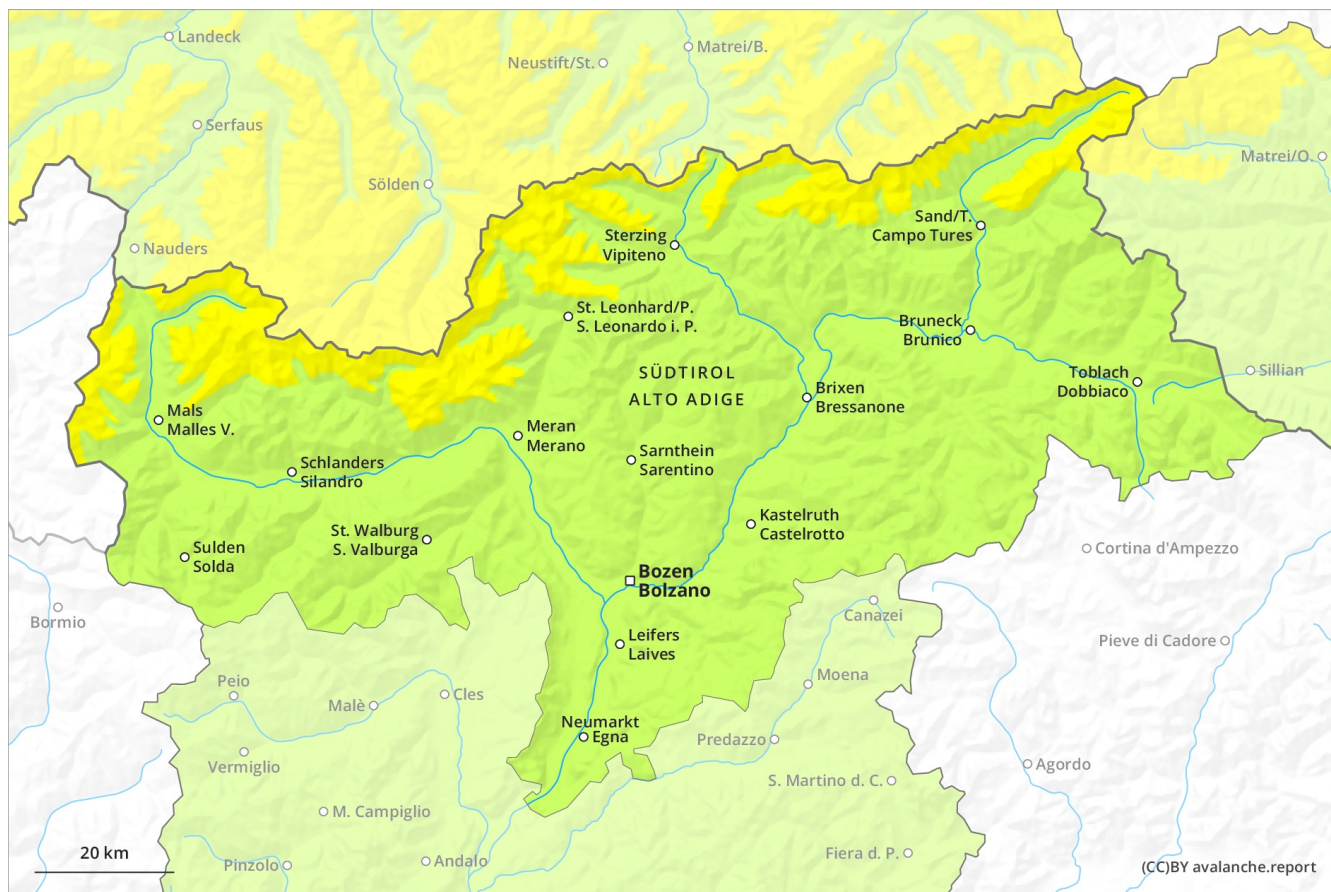 Landeck
Matrei/B.
Neustift/St.
Serfaus
Matrei/O.
Sölden
Sand/T.
Campo Tures
Sterzing
Vipiteno
Nauders
St. Leonhard/P.
S. Leonardo i. P.
Bruneck
Brunico
SÜDTIROL
ALTO ADIGE
Toblach
Dobbiaco
Sillian
Brixen
Bressanone
Mals
Malles V.
Meran
Merano
Sarnthein
Sarentino
Schlanders
Silandro
Kastelruth
Castelrotto
St. Walburg
S. Valburga
Sulden
Solda
Cortina d'Ampezzo
Bozen
Bolzano
Bormio
Canazei
Leifers
Laives
Pieve di Cadore
Moena
Peio
Cles
Malè
Neumarkt
Egna
Predazzo
Vermiglio
Agordo
S. Martino d. C.
M. Campiglio
20 km
Pinzolo
Andalo
Fiera d. P.
(CC)BY avalanche.report